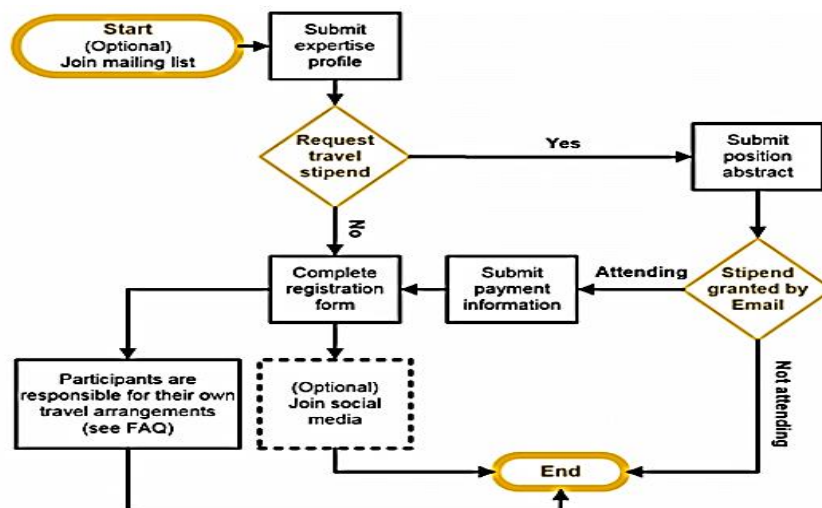 Start
(Optional)
Join mailing list
Submit
expertise
profile
Request
travel
stipend
Yes
Submit
position
abstract
No
Complete
registration
form
Submit
payment
information
Attending
Stipend
granted by
Email
Participants are
responsible for their own
travel arrangements
(see FAQ)
(Optional)
Join social
media
Not attending
End